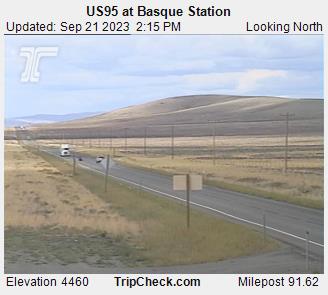 US95 at Basque Station
Updated: Sep 21 2023 2:15 PM Looking North
Elevation 4460 TripCheck.com Milepost 91.62